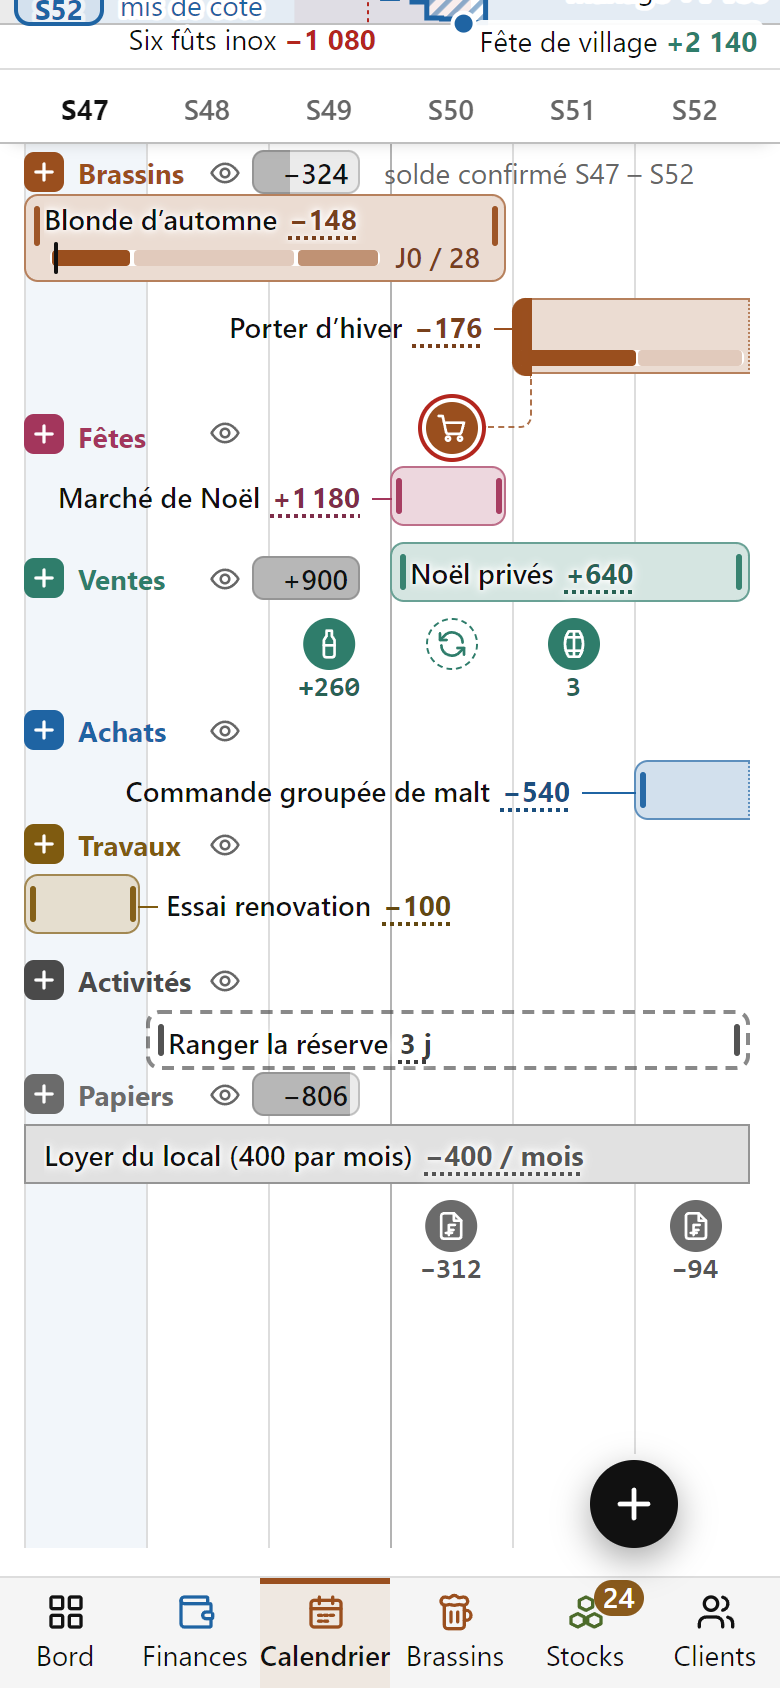 S52 mis de côté
Six fûts inox −1 080
Fête de village +2 140
S47 S48 S49 S50 S51 S52
Brassins −324 solde confirmé S47 – S52
Blonde d’automne −148
J0 / 28
Porter d’hiver −176
Fêtes
Marché de Noël +1 180
Ventes +900 Noël privés +640
+260 3
Achats
Commande groupée de malt −540
Travaux
Essai renovation −100
Activités
Ranger la réserve 3 j
Papiers −806
Loyer du local (400 par mois) −400 / mois
−312 −94
24
Bord Finances Calendrier Brassins Stocks Clients